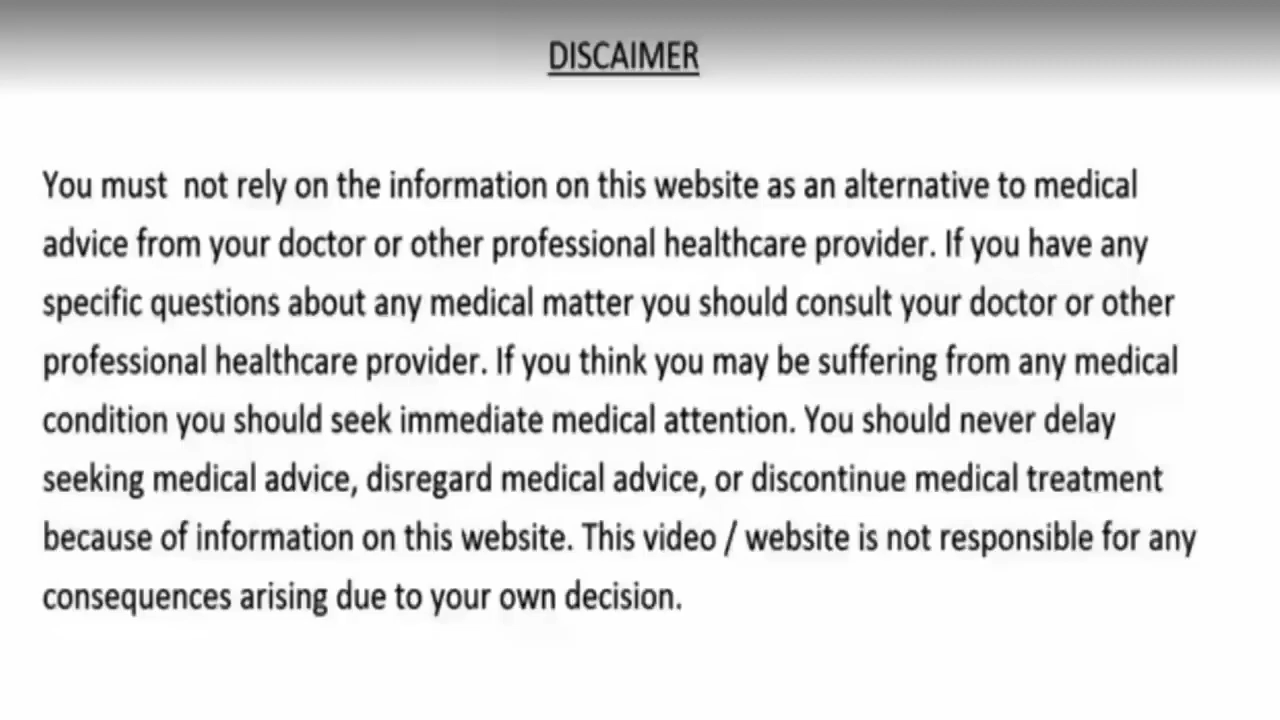 DISCAIMER
You must  not rely on the information on this website as an alternative to medical
advice from your doctor or other professional healthcare provider. If you have any
specific questions about any medical matter you should consult your doctor or other
professional healthcare provider. If you think you may be suffering from any medical
condition you should seek immediate medical attention. You should never delay
seeking medical advice, disregard medical advice, or discontinue medical treatment
because of information on this website. This video / website is not responsible for any
consequences arising due to your own decision.